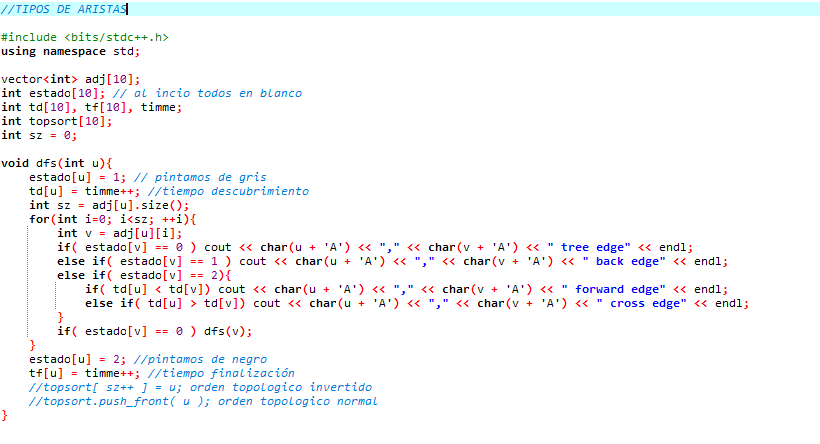 //TIPOS DE ARISTAS
#include <bits/stdc++.h>
using namespace std;
vector<int> adj[10];
int estado[10]; // al incio todos en blanco
int td[10], tf[10], timme;
int topsort[10];
int sz = 0;
void dfs(int u){
estado[u] = 1; // pintamos de gris
td[u] = timme++; //tiempo descubrimiento
int sz = adj[u].size();
for(int i=0; i<sz; ++i){
int v = adj[u][i];
if( estado[v] == 0 ) cout << char(u + 'A') << "," << char(v + 'A') << " tree edge" << endl;
else if( estado[v] == 1 ) cout << char(u + 'A') << "," << char(v + 'A') << " back edge" << endl;
else if( estado[v] == 2){
if( td[u] < td[v]) cout << char(u + 'A') << "," << char(v + 'A') << " forward edge" << endl;
else if( td[u] > td[v]) cout << char(u + 'A') << "," << char(v + 'A') << " cross edge" << endl;
}
if( estado[v] == 0 ) dfs(v);
}
estado[u] = 2; //pintamos de negro
tf[u] = timme++; //tiempo finalización
//topsort[ sz++ ] = u; orden topologico invertido
//topsort.push_front( u ); orden topologico normal
}